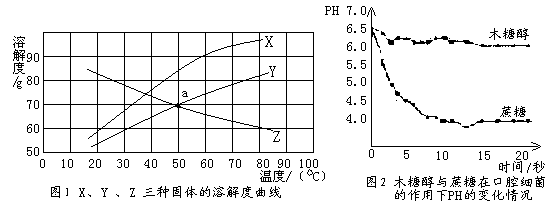 溶解度/g
90
80
70
60
50
X
Y
a
Z
0 10 20 30 40 50 60 70 80 90 100
温度/(℃)
图1 X、Y、Z 三种固体的溶解度曲线
PH 7.0
6.5
6.0
5.5
5.0
4.5
4.0
木糖醇
蔗糖
0 5 10 15 20
时间/秒
图2 木糖醇与蔗糖在口腔细菌
的作用下PH的变化情况